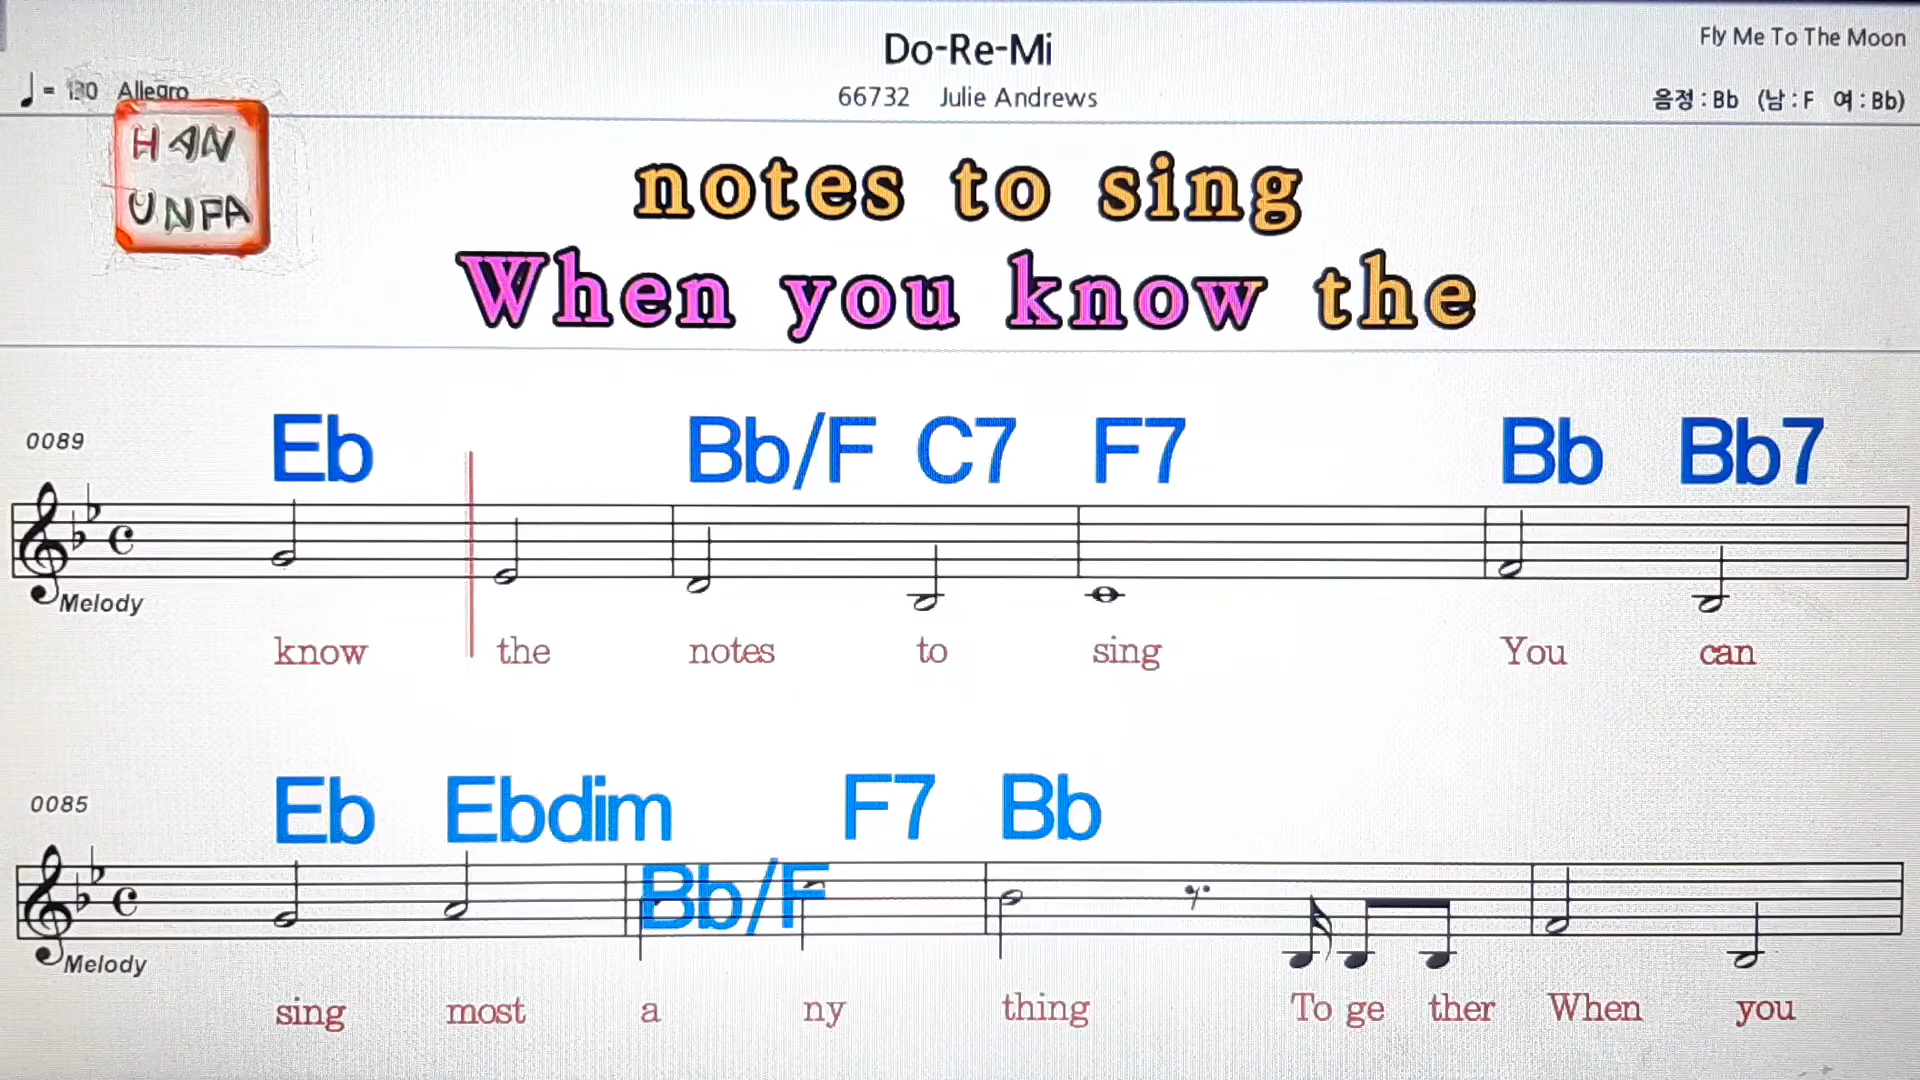 Do-Re-Mi
Fly Me To The Moon
♩ = 130 Allegro
66732 Julie Andrews
음정 : Bb (남 : F 여 : Bb)
HAN
UNFA
notes to sing
When you know the
0089 Eb Bb/F C7 F7 Bb Bb7
Melody
know the notes to sing You can
0085 Eb Ebdim Bb/F F7 Bb
Melody
sing most a ny thing To ge ther When you